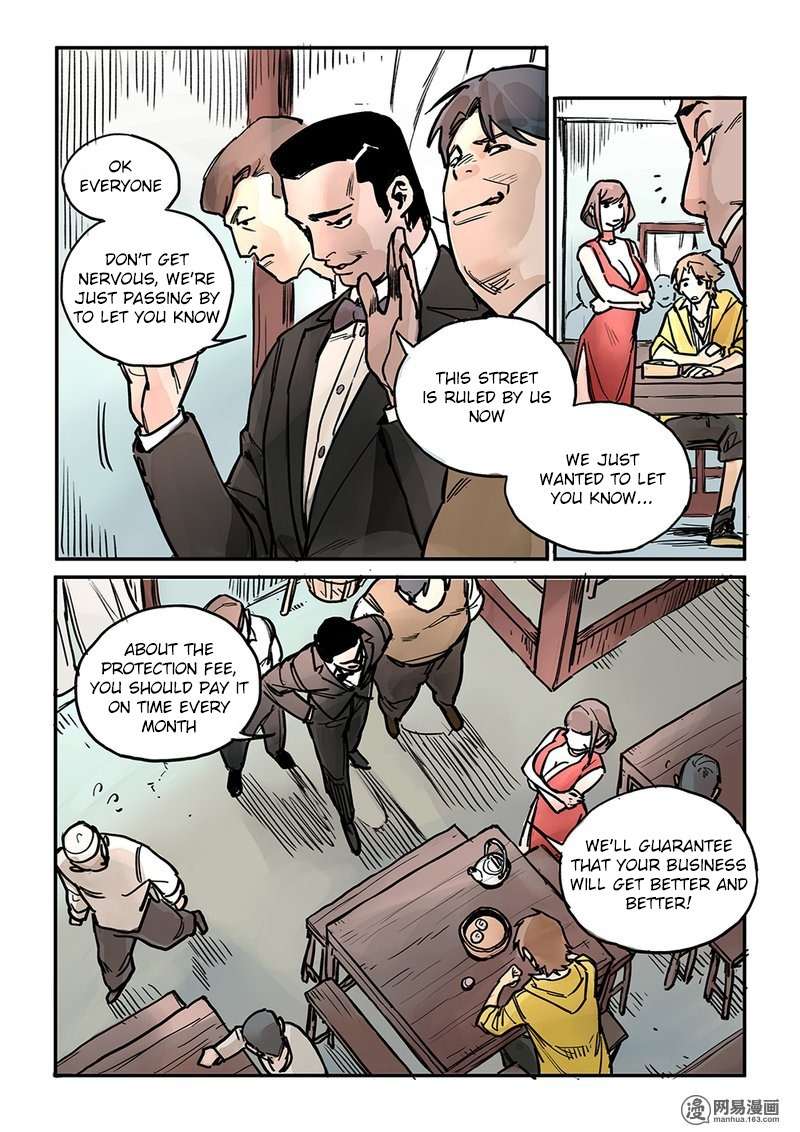 OK
EVERYONE
DON'T GET
NERVOUS, WE'RE
JUST PASSING BY
TO LET YOU KNOW
THIS STREET
IS RULED BY US
NOW
WE JUST
WANTED TO LET
YOU KNOW...
ABOUT THE
PROTECTION FEE,
YOU SHOULD PAY IT
ON TIME EVERY
MONTH
WE'LL GUARANTEE
THAT YOUR BUSINESS
WILL GET BETTER AND
BETTER!
漫 网易漫画
manhua.163.com